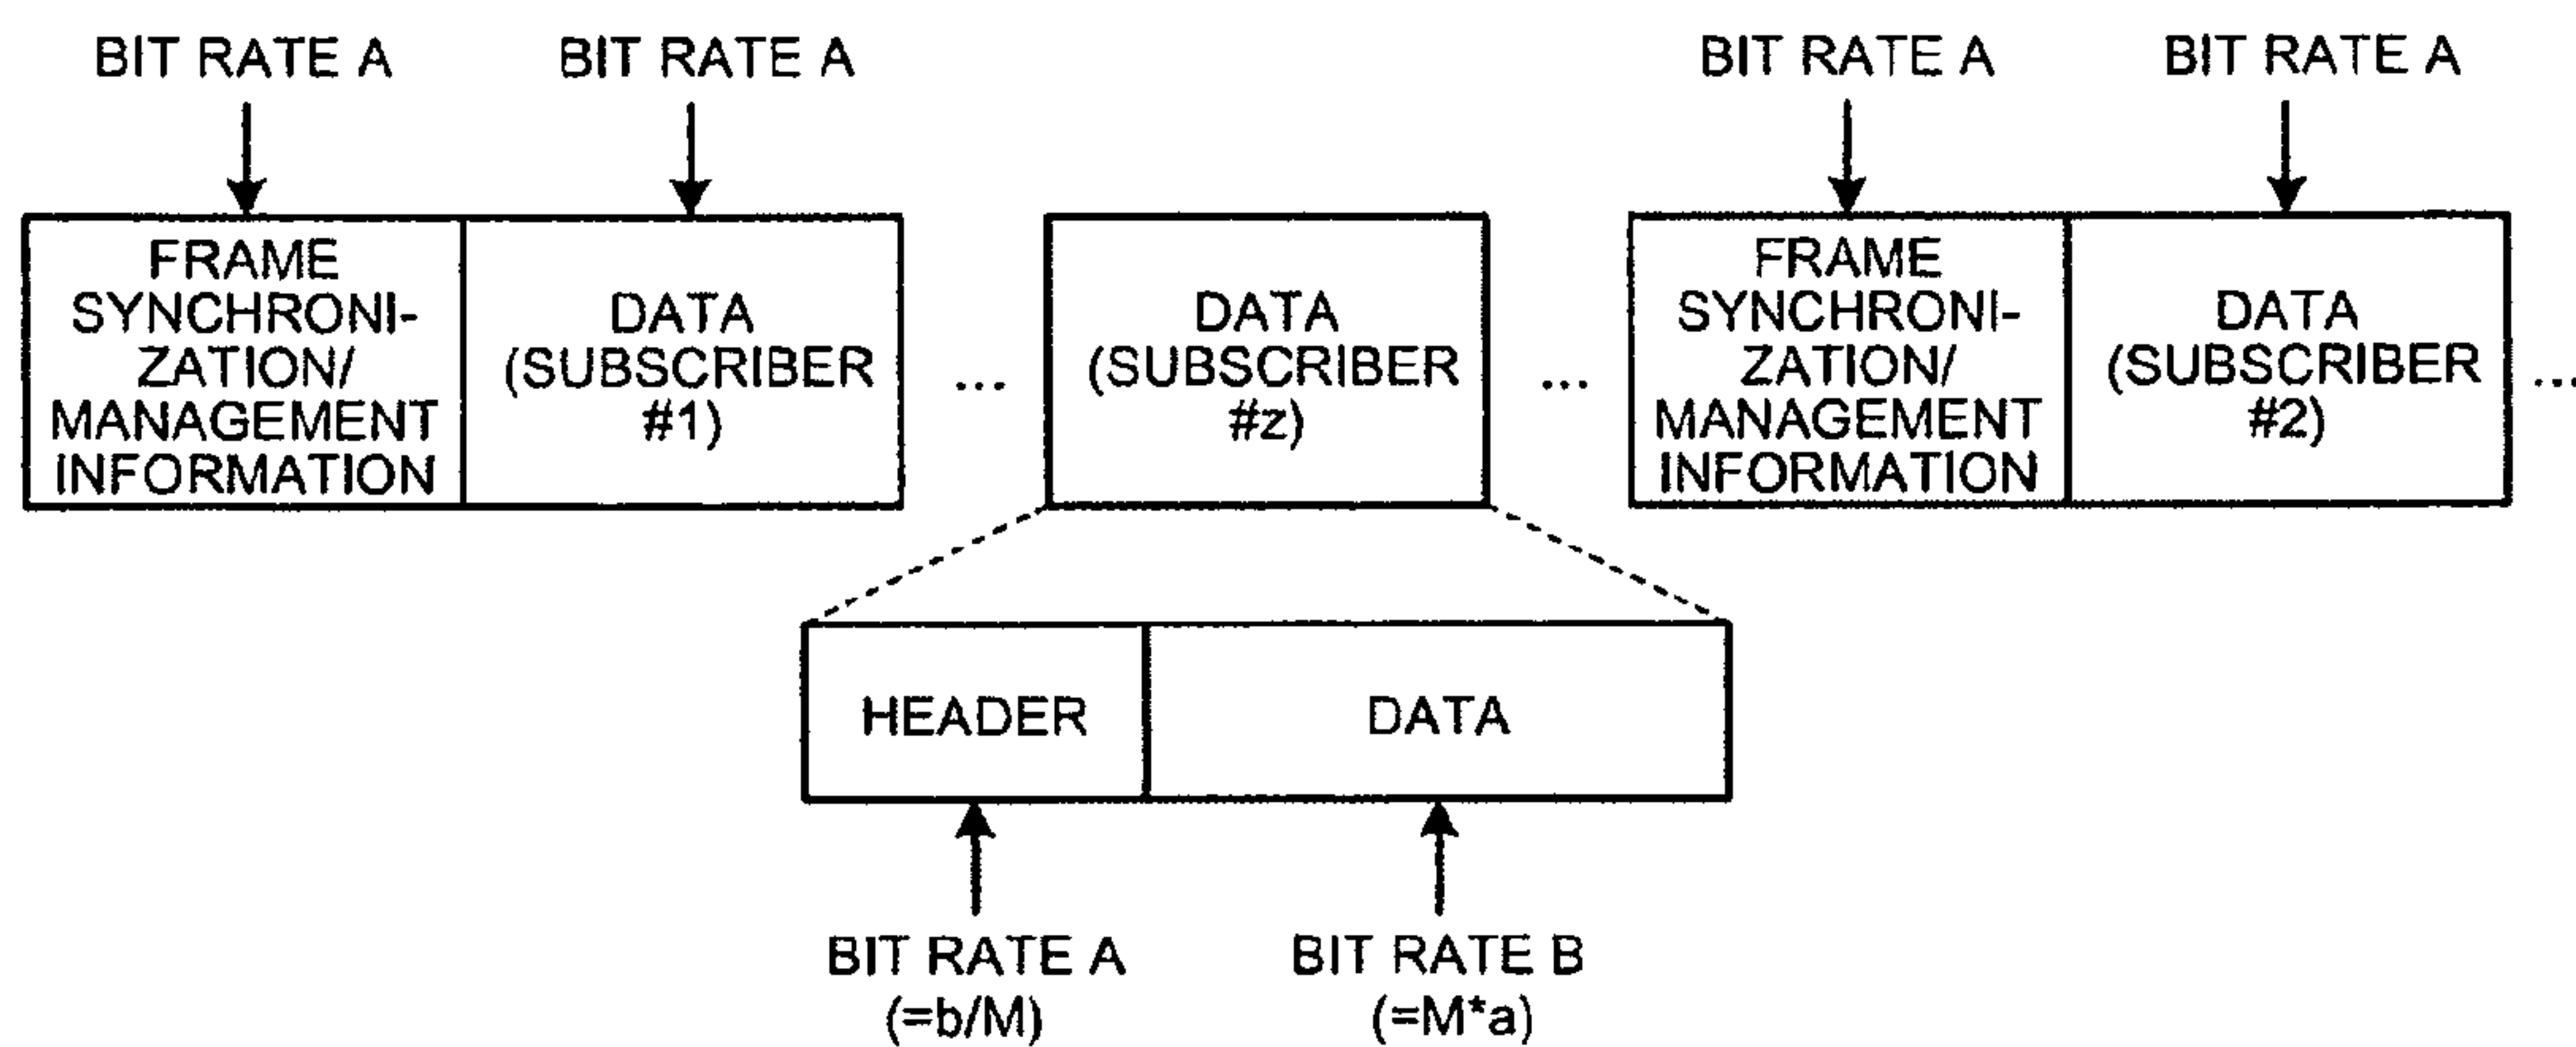 BIT RATE A
BIT RATE A
BIT RATE A
BIT RATE A
FRAME
SYNCHRONI-
ZATION/
MANAGEMENT
INFORMATION
DATA
(SUBSCRIBER
#1)
...
DATA
(SUBSCRIBER
#z)
...
FRAME
SYNCHRONI-
ZATION/
MANAGEMENT
INFORMATION
DATA
(SUBSCRIBER
#2)
...
HEADER
DATA
BIT RATE A
(=b/M)
BIT RATE B
(=M*a)